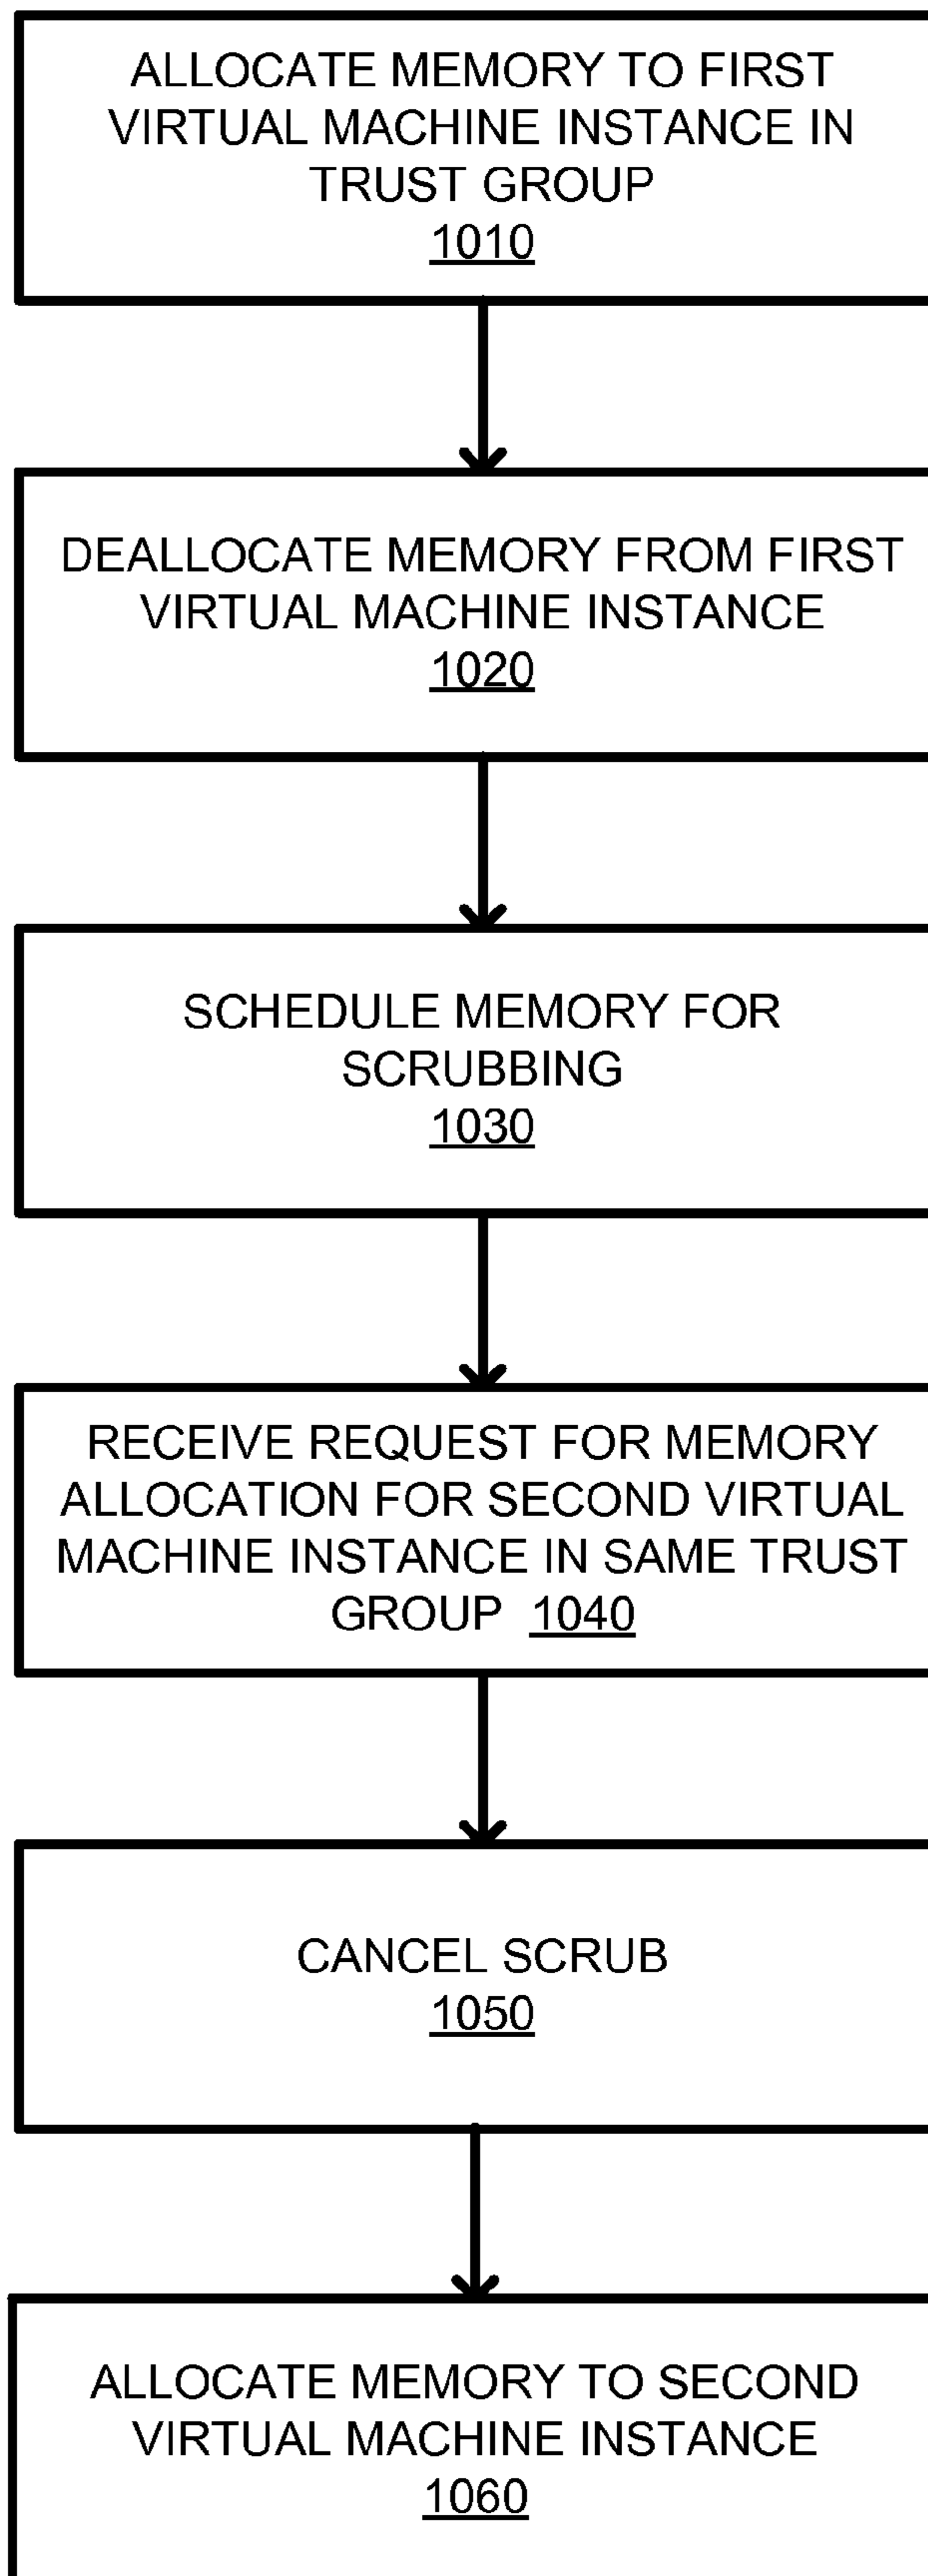 ALLOCATE MEMORY TO FIRST
VIRTUAL MACHINE INSTANCE IN
TRUST GROUP
1010
DEALLOCATE MEMORY FROM FIRST
VIRTUAL MACHINE INSTANCE
1020
SCHEDULE MEMORY FOR
SCRUBBING
1030
RECEIVE REQUEST FOR MEMORY
ALLOCATION FOR SECOND VIRTUAL
MACHINE INSTANCE IN SAME TRUST
GROUP 1040
CANCEL SCRUB
1050
ALLOCATE MEMORY TO SECOND
VIRTUAL MACHINE INSTANCE
1060